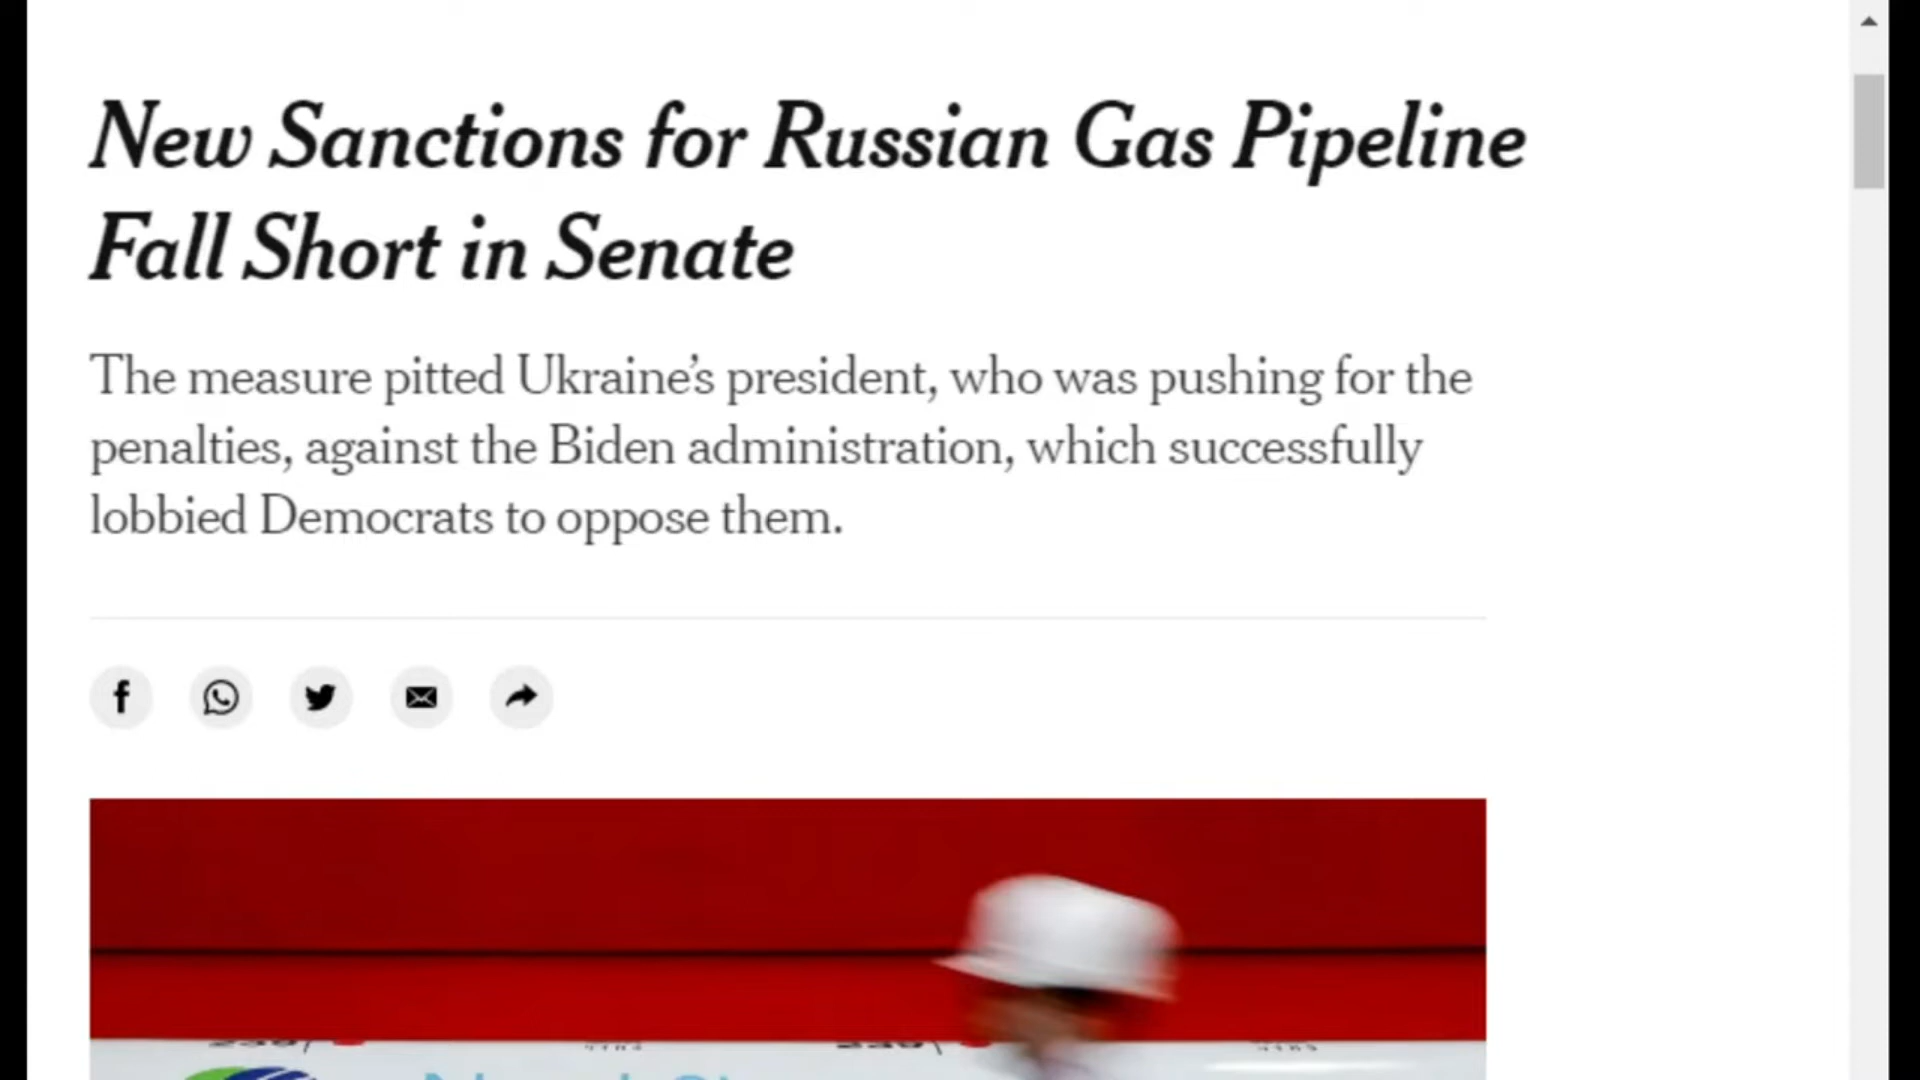 New Sanctions for Russian Gas Pipeline
Fall Short in Senate
The measure pitted Ukraine’s president, who was pushing for the
penalties, against the Biden administration, which successfully
lobbied Democrats to oppose them.